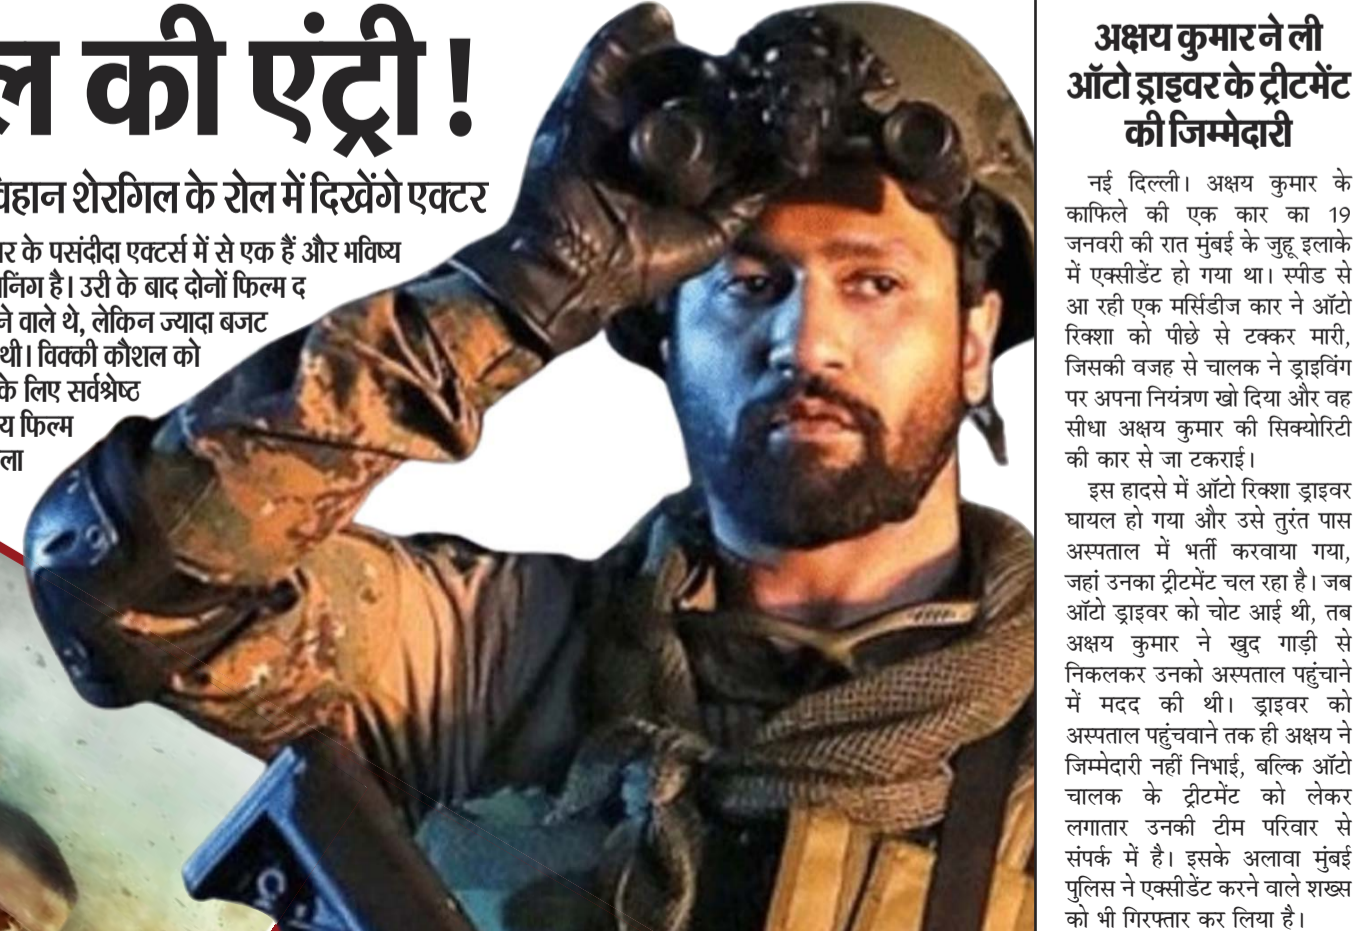 की एंट्री!
शेरगिल के रोल में दिखेंगे एक्टर
के पसंदीदा एक्टर्स में से एक हैं और भविष्य
है। उरी के बाद दोनों फिल्म द
वाले थे, लेकिन ज्यादा बजट
थी। विक्की कौशल को
के लिए सर्वश्रेष्ठ
फिल्म
अक्षय कुमार ने ली
ऑटो ड्राइवर के ट्रीटमेंट
की जिम्मेदारी
नई दिल्ली। अक्षय कुमार के
काफिले की एक कार का 19
जनवरी की रात मुंबई के जुहू इलाके
में एक्सीडेंट हो गया था। स्पीड से
आ रही एक मर्सिडीज कार ने ऑटो
रिक्शा को पीछे से टक्कर मारी,
जिसकी वजह से चालक ने ड्राइविंग
पर अपना नियंत्रण खो दिया और वह
सीधा अक्षय कुमार की सिक्योरिटी
की कार से जा टकराई।
इस हादसे में ऑटो रिक्शा ड्राइवर
घायल हो गया और उसे तुरंत पास
अस्पताल में भर्ती करवाया गया,
जहां उनका ट्रीटमेंट चल रहा है। जब
ऑटो ड्राइवर को चोट आई थी, तब
अक्षय कुमार ने खुद गाड़ी से
निकलकर उनको अस्पताल पहुंचाने
में मदद की थी। ड्राइवर को
अस्पताल पहुंचवाने तक ही अक्षय ने
जिम्मेदारी नहीं निभाई, बल्कि ऑटो
चालक के ट्रीटमेंट को लेकर
लगातार उनकी टीम परिवार से
संपर्क में है। इसके अलावा मुंबई
पुलिस ने एक्सीडेंट करने वाले शख्स
को भी गिरफ्तार कर लिया है।